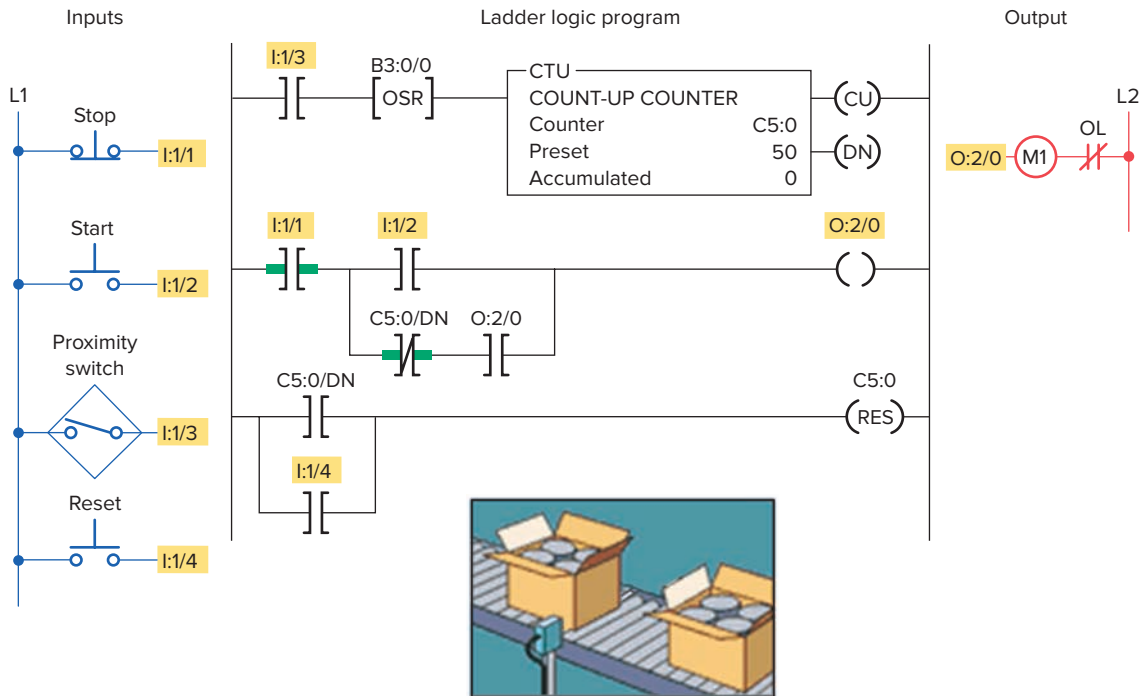 Inputs
Ladder logic program
Output
L1
Stop
I:1/1
Start
I:1/2
Proximity
switch
I:1/3
Reset
I:1/4
I:1/3
B3:0/0
OSR
CTU
COUNT-UP COUNTER
Counter C5:0
Preset 50
Accumulated 0
CU
DN
I:1/1
I:1/2
O:2/0
C5:0/DN
O:2/0
C5:0/DN
C5:0
RES
I:1/4
L2
OL
O:2/0
M1